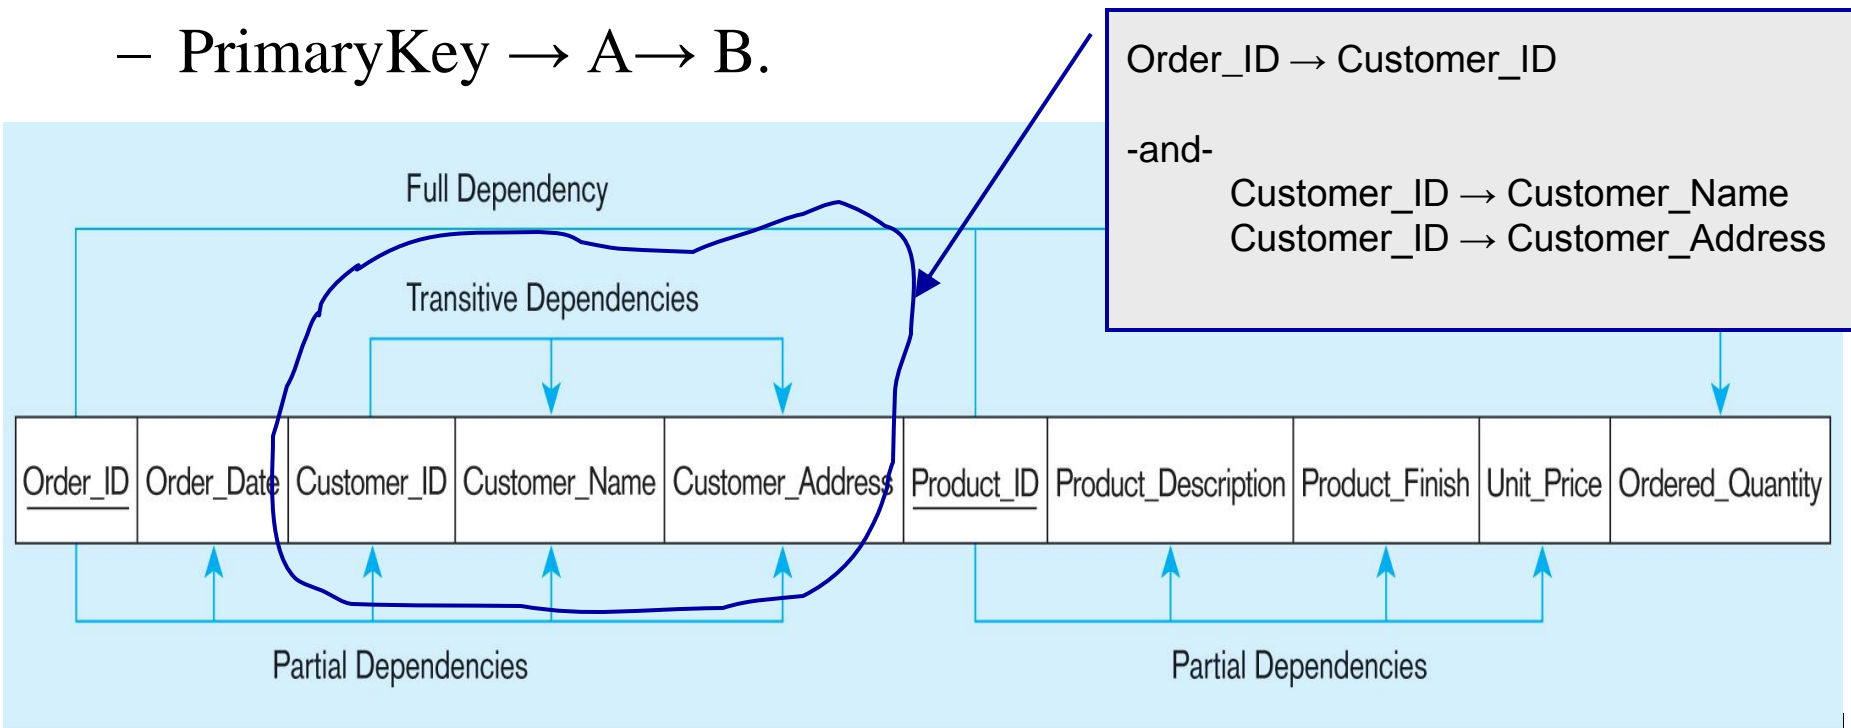 – PrimaryKey → A→ B.
Order_ID → Customer_ID
-and-
Customer_ID → Customer_Name
Customer_ID → Customer_Address
Full Dependency
Transitive Dependencies
Order_ID Order_Date Customer_ID Customer_Name Customer_Address Product_ID Product_Description Product_Finish Unit_Price Ordered_Quantity
Partial Dependencies Partial Dependencies